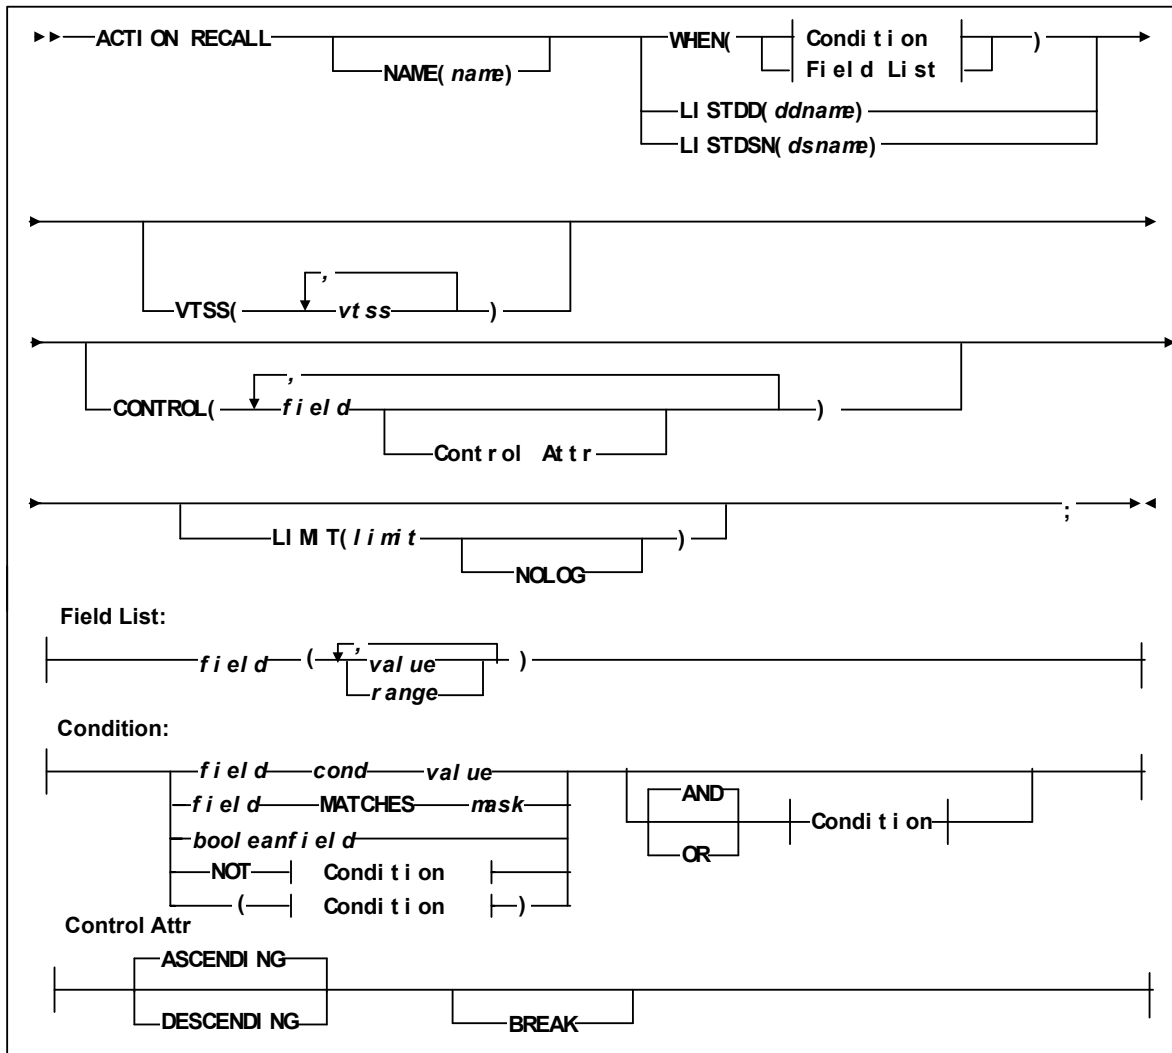 ACTION RECALL
NAME(name)
WHEN(
Condition
Field List
)
LISTDD(ddname)
LISTDSN(dsname)
VTSS(
,
vtss
)
CONTROL(
,
field
Control Attr
)
LIMIT(limit
NOLOG
)
;
Field List:
field ( , value )
range
Condition:
field cond value
field MATCHES mask
booleanfield
NOT Condition
( Condition )
AND
OR
Condition
Control Attr
ASCENDING
DESCENDING
BREAK